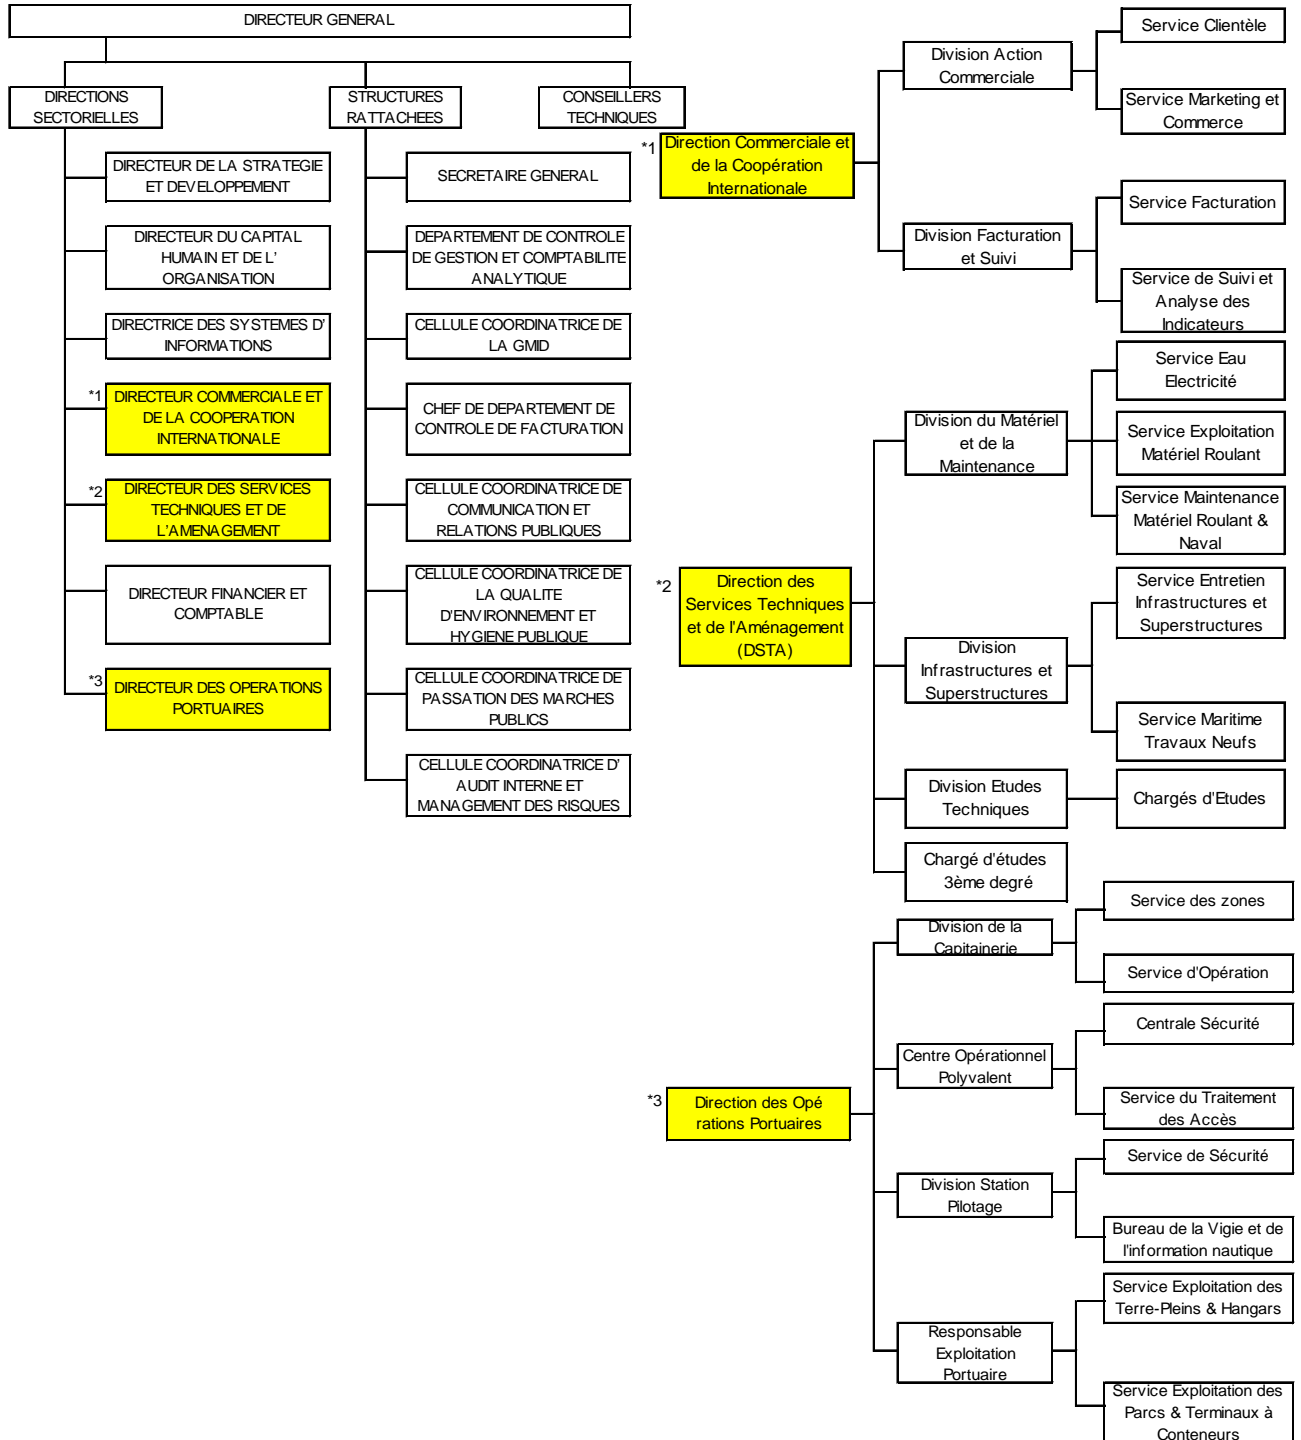 DIRECTEUR GENERAL
DIRECTIONS
SECTORIELLES
STRUCTURES
RATTACHEES
CONSEILLERS
TECHNIQUES
DIRECTEUR DE LA STRATEGIE
ET DEVELOPPEMENT
DIRECTEUR DU CAPITAL
HUMAIN ET DE L'
ORGANISATION
DIRECTRICE DES SYSTEMES D'
INFORMATIONS
*1
DIRECTEUR COMMERCIALE ET
DE LA COOPERATION
INTERNATIONALE
*2
DIRECTEUR DES SERVICES
TECHNIQUES ET DE
L'AMENAGEMENT
DIRECTEUR FINANCIER ET
COMPTABLE
*3
DIRECTEUR DES OPERATIONS
PORTUAIRES
SECRETAIRE GENERAL
DEPARTEMENT DE CONTROLE
DE GESTION ET COMPTABILITE
ANALYTIQUE
CELLULE COORDINATRICE DE
LA GMID
CHEF DE DEPARTEMENT DE
CONTROLE DE FACTURATION
CELLULE COORDINATRICE DE
COMMUNICATION ET
RELATIONS PUBLIQUES
CELLULE COORDINATRICE DE
LA QUALITE
D'ENVIRONNEMENT ET
HYGIENE PUBLIQUE
CELLULE COORDINATRICE DE
PASSATION DES MARCHES
PUBLICS
CELLULE COORDINATRICE D'
AUDIT INTERNE ET
MANAGEMENT DES RISQUES
*1
Direction Commerciale et
de la Coopération
Internationale
Division Action
Commerciale
Service Clientèle
Service Marketing et
Commerce
Division Facturation
et Suivi
Service Facturation
Service de Suivi et
Analyse des
Indicateurs
*2
Direction des
Services Techniques
et de l'Aménagement
(DSTA)
Division du Matériel
et de la
Maintenance
Service Eau
Electricité
Service Exploitation
Matériel Roulant
Service Maintenance
Matériel Roulant &
Naval
Division
Infrastructures et
Superstructures
Service Entretien
Infrastructures et
Superstructures
Service Maritime
Travaux Neufs
Division Etudes
Techniques
Chargés d'Etudes
Chargé d'études
3ème degré
*3
Direction des Opé
rations Portuaires
Division de la
Capitainerie
Service des zones
Service d'Opération
Centre Opérationnel
Polyvalent
Centrale Sécurité
Service du Traitement
des Accès
Division Station
Pilotage
Service de Sécurité
Bureau de la Vigie et de
l'information nautique
Responsable
Exploitation
Portuaire
Service Exploitation des
Terre-Pleins & Hangars
Service Exploitation des
Parcs & Terminaux à
Conteneurs